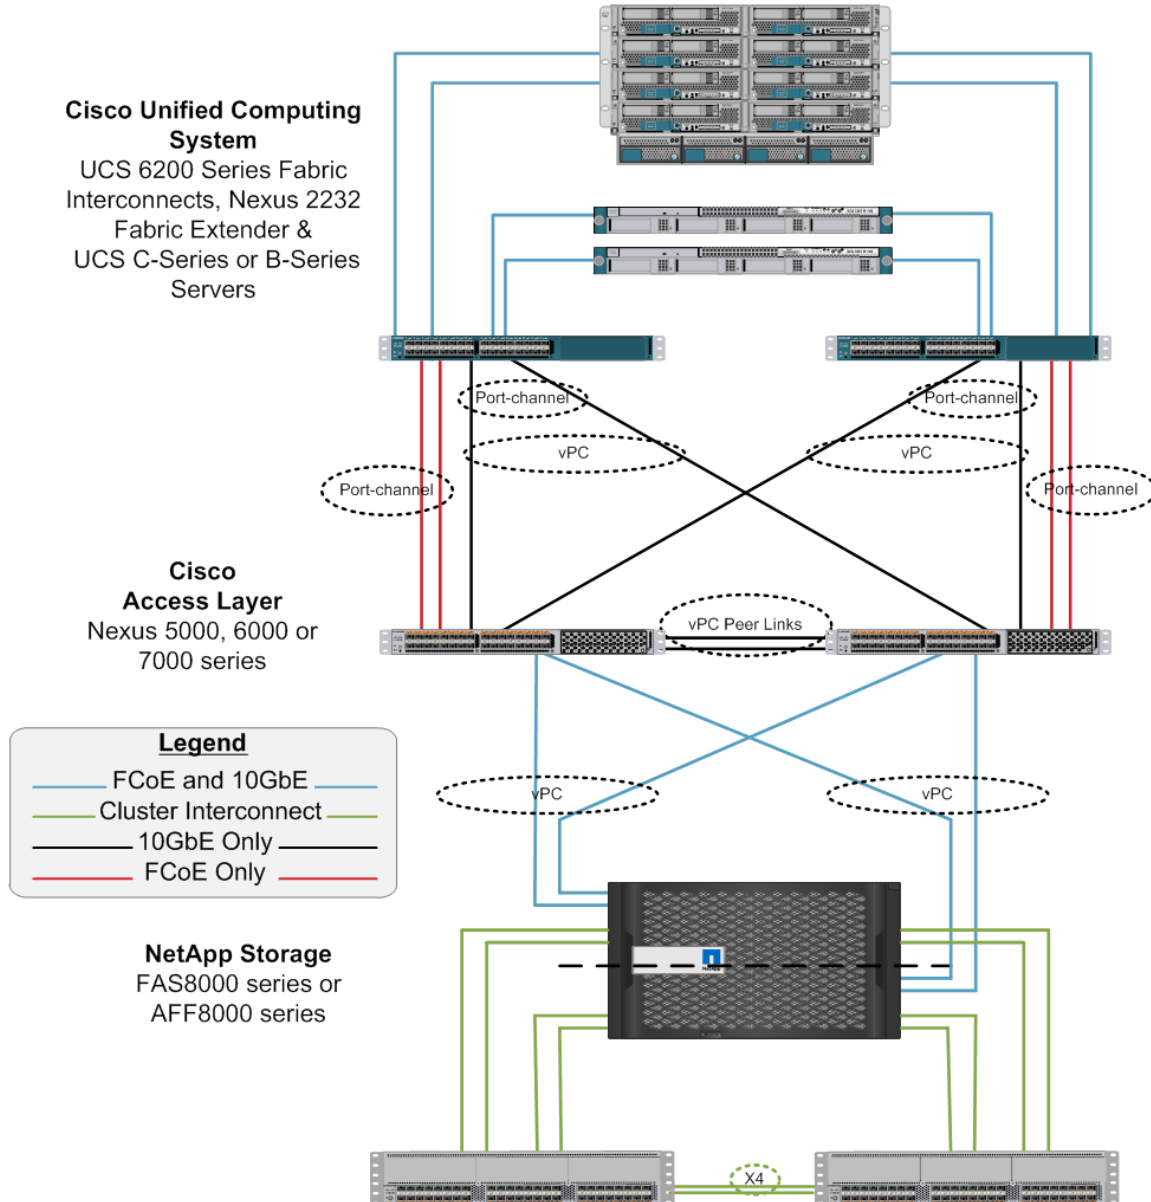 Cisco Unified Computing
System
UCS 6200 Series Fabric
Interconnects, Nexus 2232
Fabric Extender &
UCS C-Series or B-Series
Servers
Port-channel
Port-channel
vPC
vPC
Port-channel
Port-channel
Cisco
Access Layer
Nexus 5000, 6000 or
7000 series
vPC Peer Links
Legend
FCoE and 10GbE
Cluster Interconnect
10GbE Only
FCoE Only
vPC
vPC
NetApp Storage
FAS8000 series or
AFF8000 series
NetApp
X4